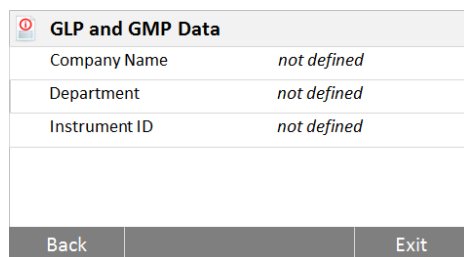 GLP and GMP Data
Company Name not defined
Department not defined
Instrument ID not defined
Back Exit